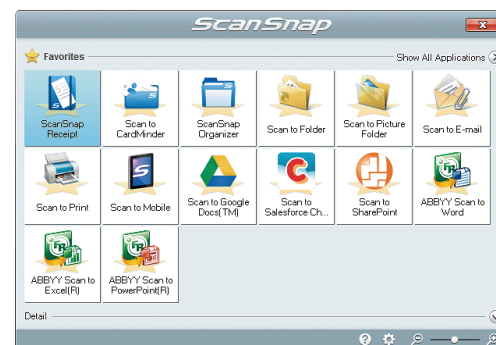 ScanSnap
Favorites
Show All Applications
ScanSnap
Receipt
Scan to
CardMinder
ScanSnap
Organizer
Scan to Folder
Scan to Picture
Folder
Scan to E-mail
Scan to Print
Scan to Mobile
Scan to Google
Docs(TM)
Scan to
Salesforce Ch...
Scan to
SharePoint
ABBYY Scan to
Word
ABBYY Scan to
Excel(R)
ABBYY Scan to
PowerPoint(R)
Detail